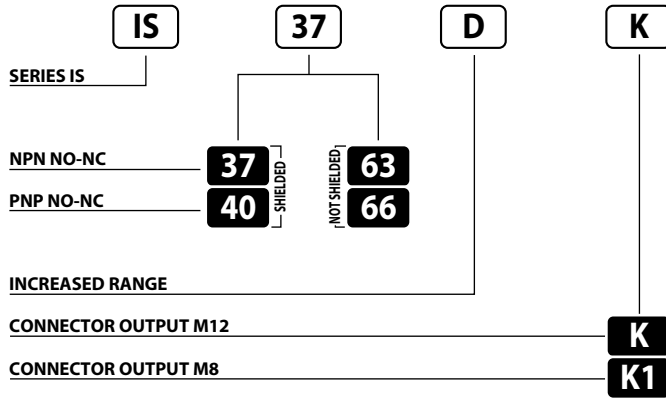 IS 37 D K
SERIES IS
NPN NO-NC 37 SHIELDED NOT SHIELDED 63
PNP NO-NC 40 66
INCREASED RANGE
CONNECTOR OUTPUT M12 K
CONNECTOR OUTPUT M8 K1